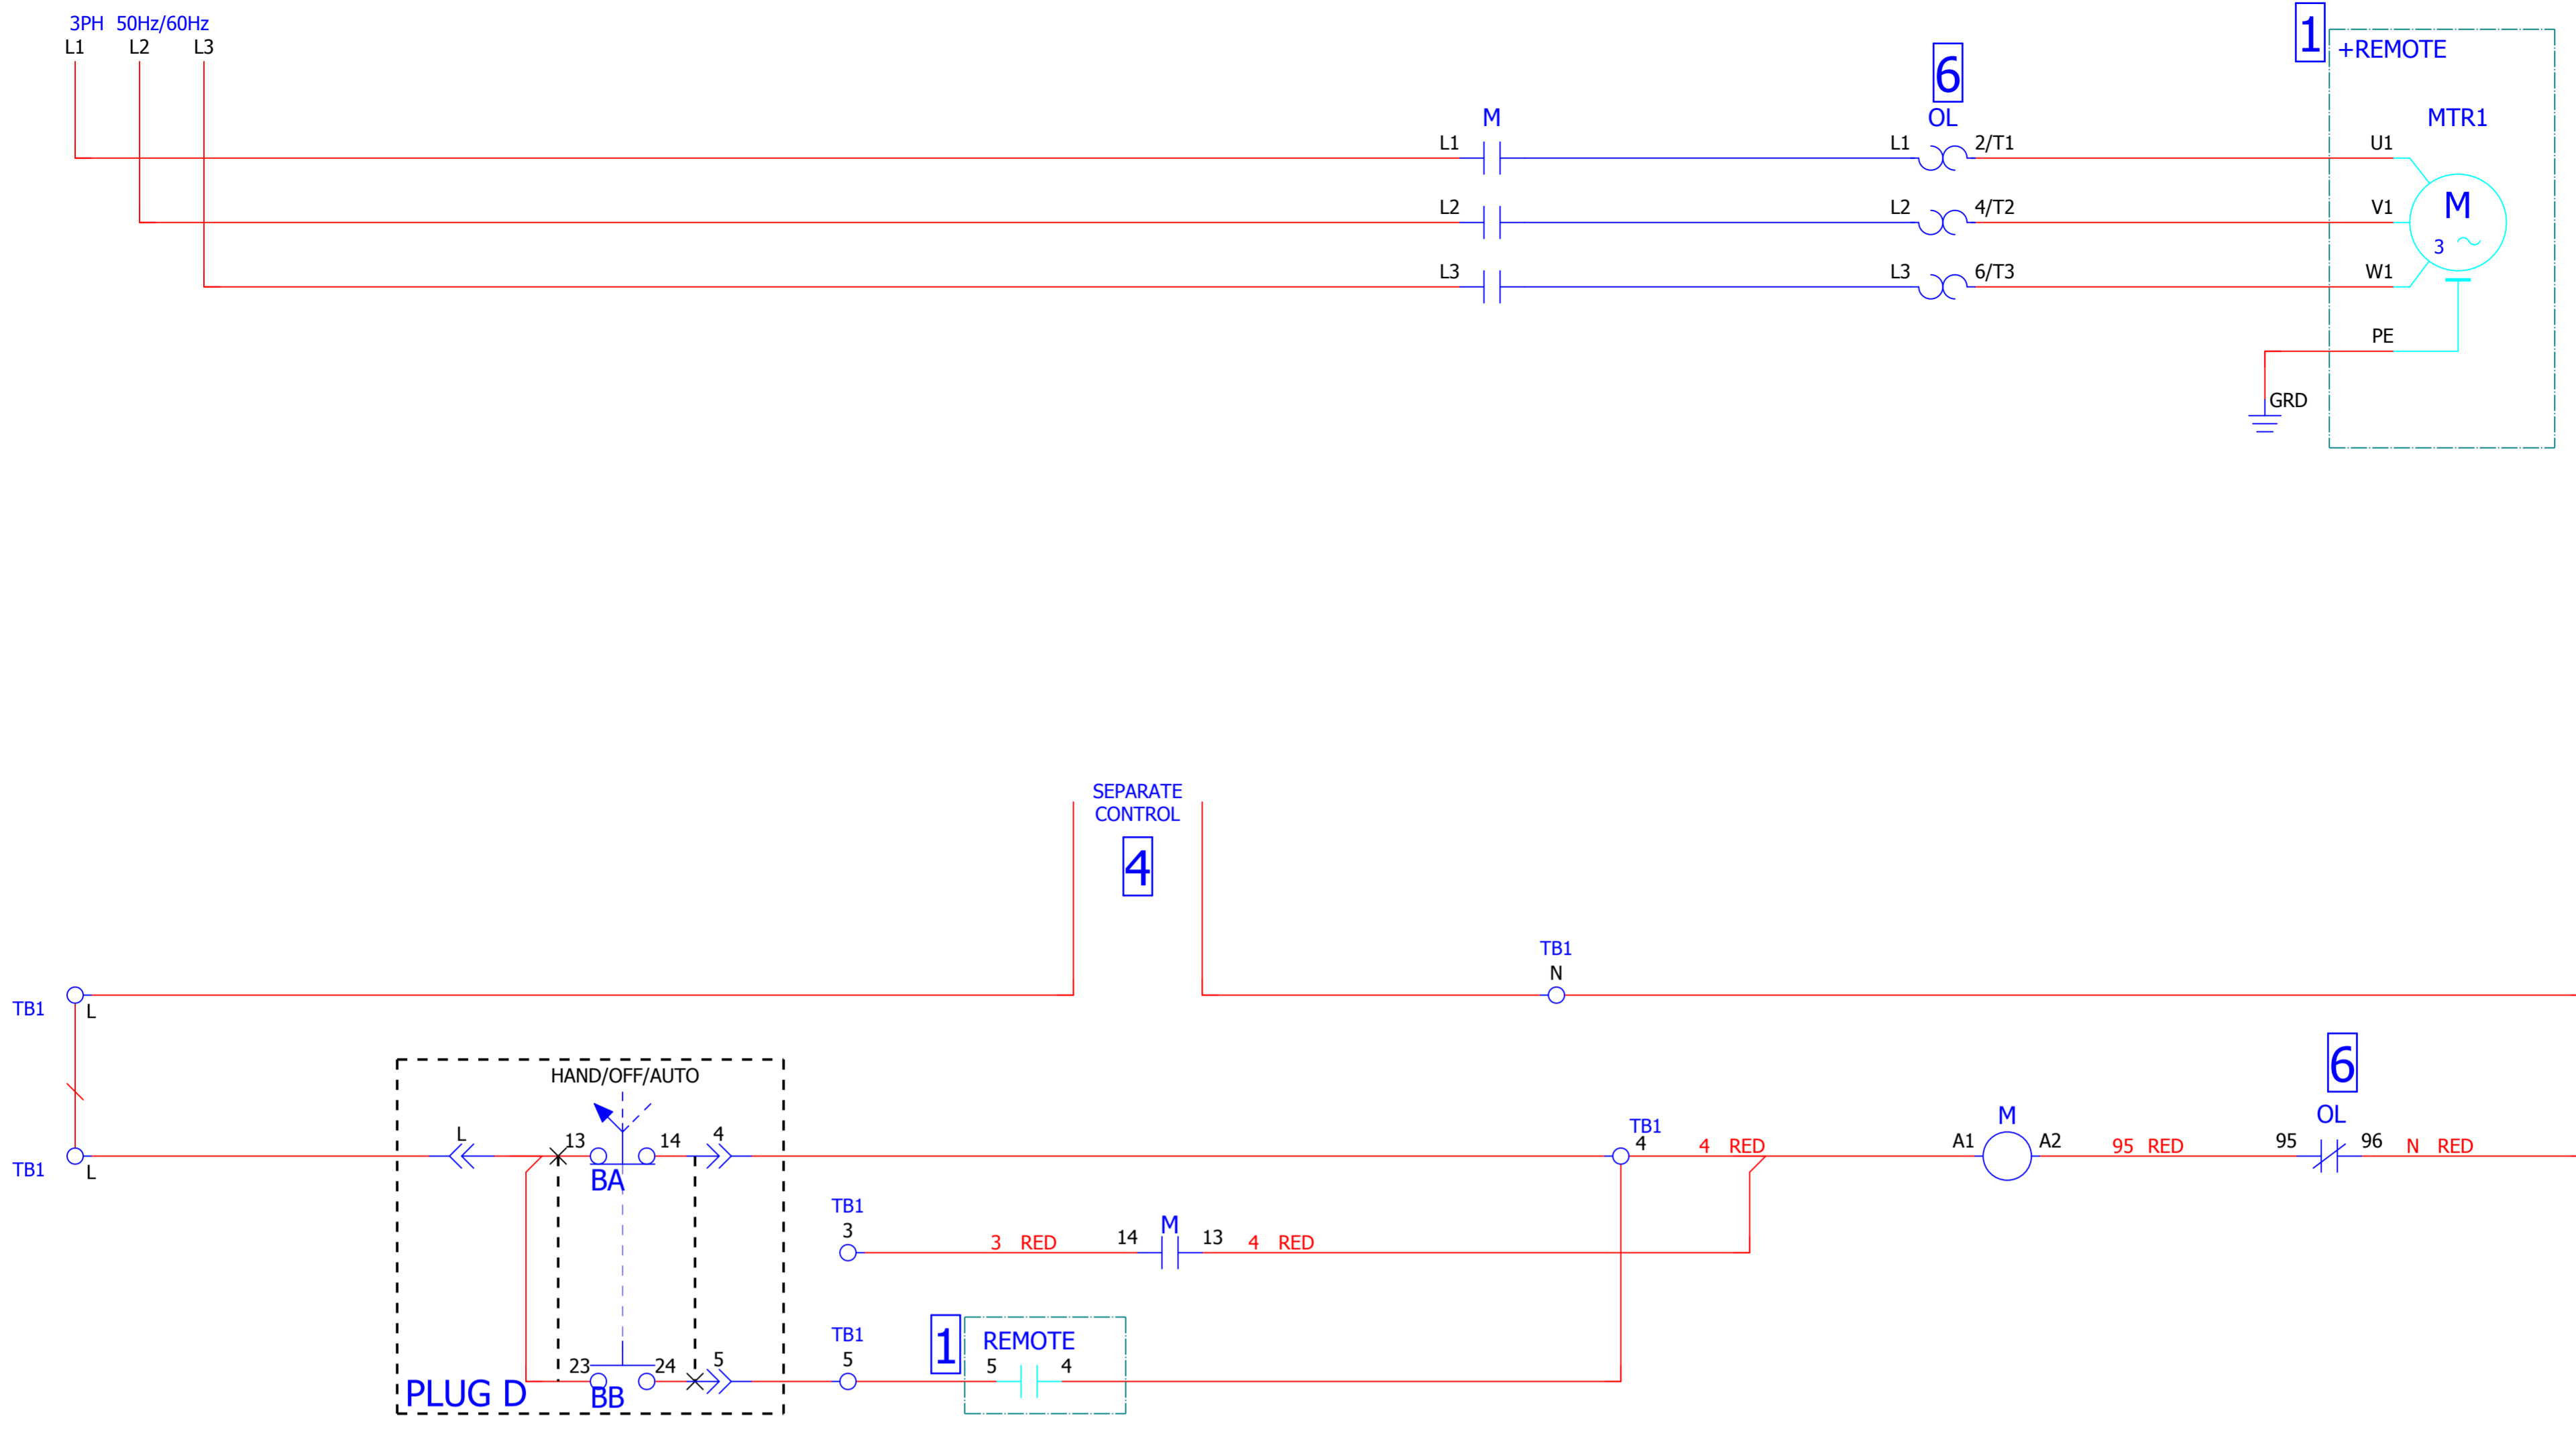 3PH 50Hz/60Hz
L1 L2 L3
1
+REMOTE
6
M
OL
MTR1
L1 L1 2/T1 U1
M
L2 L2 4/T2 V1
3
L3 L3 6/T3 W1
PE
GRD
SEPARATE
CONTROL
4
TB1
N
TB1
L
6
HAND/OFF/AUTO
OL
M
TB1
4
L 13 14 4
4 RED
A1 A2
95 RED
95 96
N RED
TB1
L
BA
TB1
3
3 RED
14 M 13
4 RED
TB1
5
1
REMOTE
5 4
23 24 5
BB
PLUG D